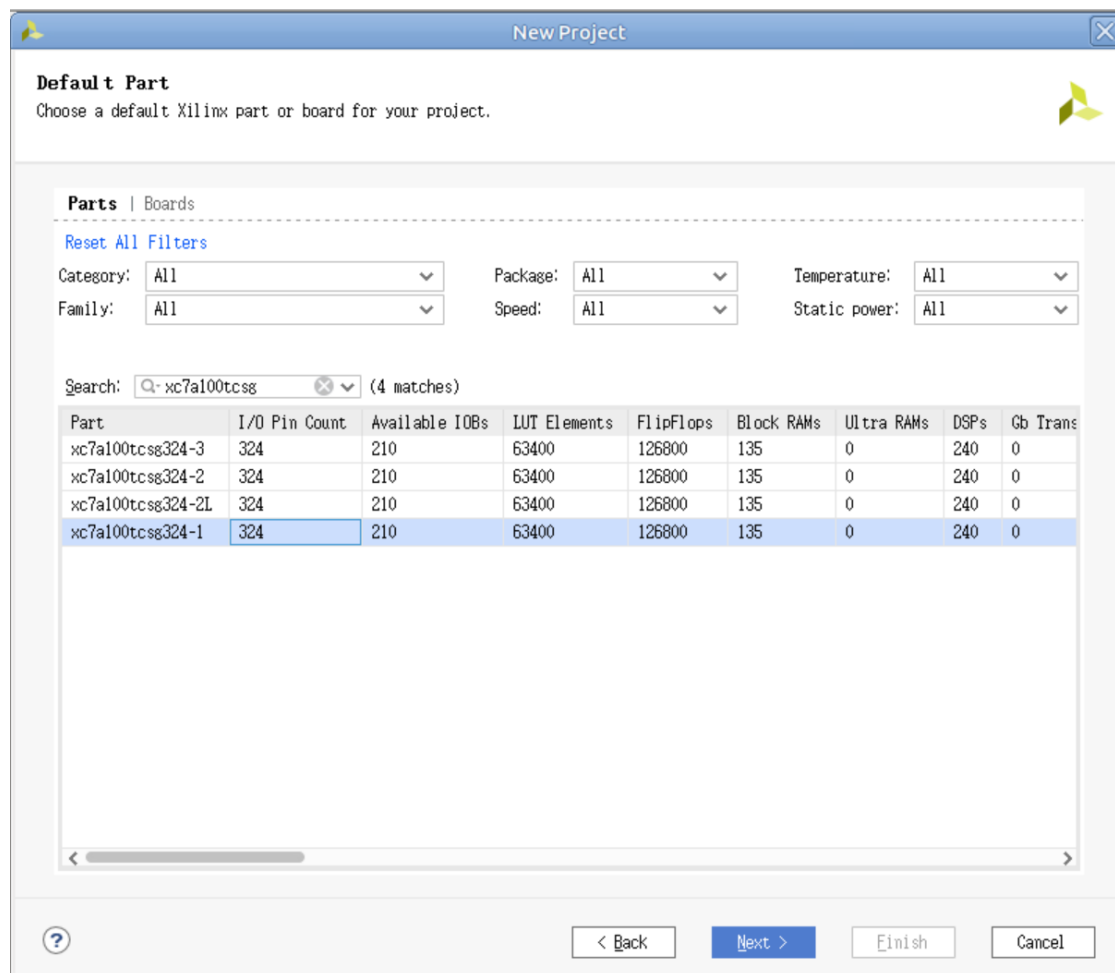 New Project
Default Part
Choose a default Xilinx part or board for your project.
Parts | Boards
Reset All Filters
Category: All Package: All Temperature: All
Family: All Speed: All Static power: All
Search: xc7a100tcsg (4 matches)
Part I/O Pin Count Available IOBs LUT Elements FlipFlops Block RAMs Ultra RAMs DSPs Gb Trans
xc7a100tcsg324-3 324 210 63400 126800 135 0 240 0
xc7a100tcsg324-2 324 210 63400 126800 135 0 240 0
xc7a100tcsg324-2L 324 210 63400 126800 135 0 240 0
xc7a100tcsg324-1 324 210 63400 126800 135 0 240 0
? < Back Next > Finish Cancel